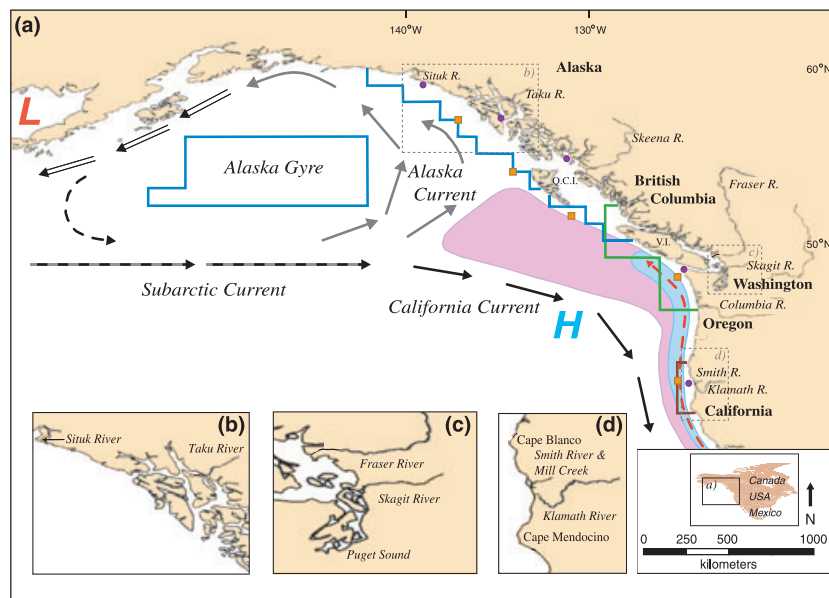 140°
130°
(a)
60°
b)
Alaska
Situk R.
Taku R.
L
Skeena R.
Alaska Gyre
Alaska
Current
Q.C.I.
British
Columbia
Fraser R.
50°
V.I.
c)
Skagit R.
Subarctic Current
Washington
California Current
Columbia R.
H
Oregon
d)
Smith R.
Klamath R.
California
(b)
Situk River
Taku River
(c)
Fraser River
Skagit River
Puget Sound
(d)
Cape Blanco
Smith River &
Mill Creek
Klamath River
Cape Mendocino
a)
Canada
USA
Mexico
N
0 250 500 1000
kilometers